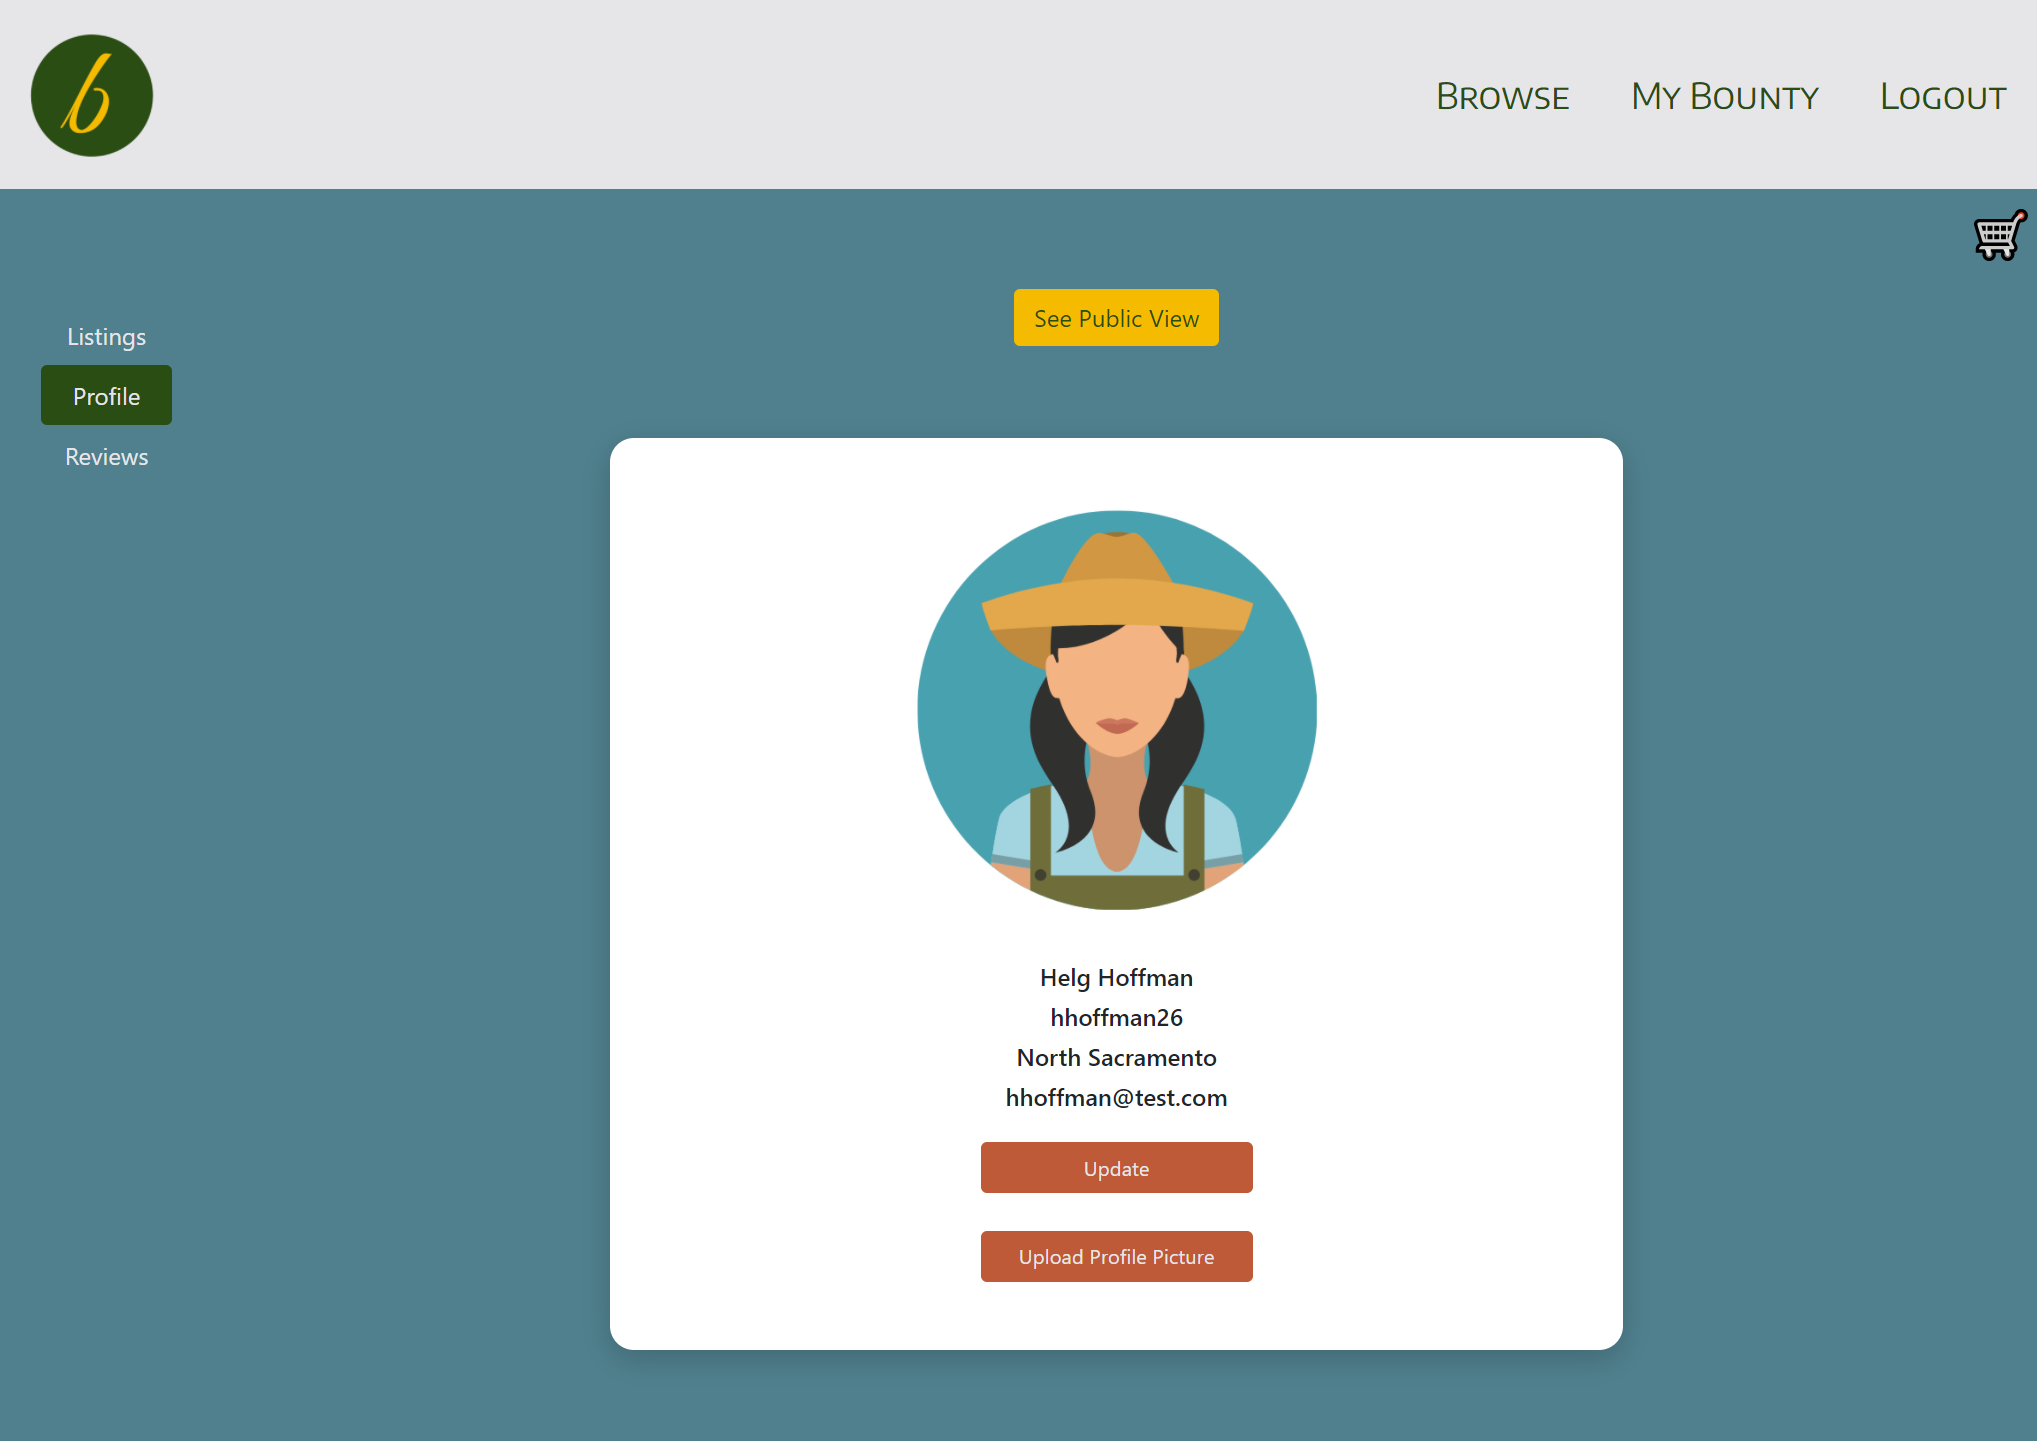 b
Browse My Bounty Logout
See Public View
Listings
Profile
Reviews
Helg Hoffman
hhoffman26
North Sacramento
hhoffman@test.com
Update
Upload Profile Picture